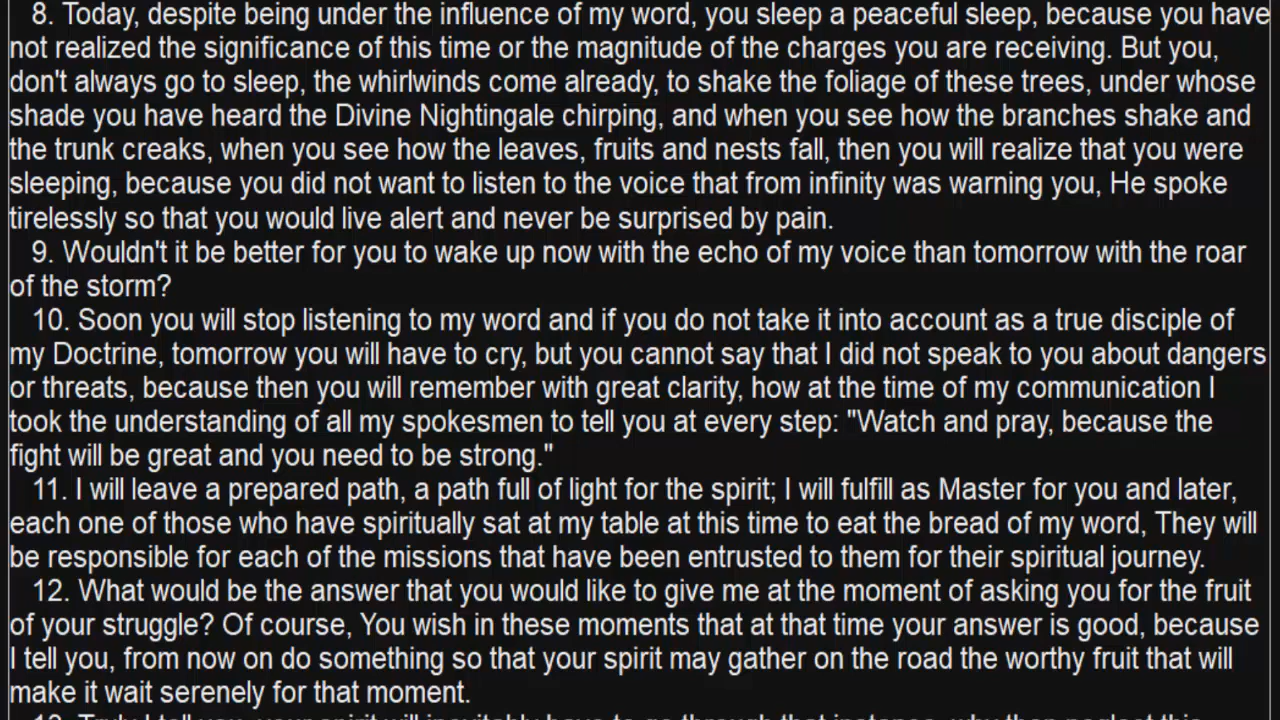 8. Today, despite being under the influence of my word, you sleep a peaceful sleep, because you have
not realized the significance of this time or the magnitude of the charges you are receiving. But you,
don't always go to sleep, the whirlwinds come already, to shake the foliage of these trees, under whose
shade you have heard the Divine Nightingale chirping, and when you see how the branches shake and
the trunk creaks, when you see how the leaves, fruits and nests fall, then you will realize that you were
sleeping, because you did not want to listen to the voice that from infinity was warning you, He spoke
tirelessly so that you would live alert and never be surprised by pain.
9. Wouldn't it be better for you to wake up now with the echo of my voice than tomorrow with the roar
of the storm?
10. Soon you will stop listening to my word and if you do not take it into account as a true disciple of
my Doctrine, tomorrow you will have to cry, but you cannot say that I did not speak to you about dangers
or threats, because then you will remember with great clarity, how at the time of my communication I
took the understanding of all my spokesmen to tell you at every step: "Watch and pray, because the
fight will be great and you need to be strong."
11. I will leave a prepared path, a path full of light for the spirit; I will fulfill as Master for you and later,
each one of those who have spiritually sat at my table at this time to eat the bread of my word, They will
be responsible for each of the missions that have been entrusted to them for their spiritual journey.
12. What would be the answer that you would like to give me at the moment of asking you for the fruit
of your struggle? Of course, You wish in these moments that at that time your answer is good, because
I tell you, from now on do something so that your spirit may gather on the road the worthy fruit that will
make it wait serenely for that moment.